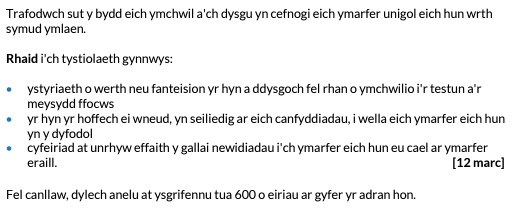 Trafodwch sut y bydd eich ymchwil a'ch dysgu yn cefnogi eich ymarfer unigol eich hun wrth
symud ymlaen.
Rhaid i'ch tystiolaeth gynnwys:
• ystyriaeth o werth neu fanteision yr hyn a ddysgoch fel rhan o ymchwilio i'r testun a'r
meysydd ffocws
• yr hyn yr hoffech ei wneud, yn seiliedig ar eich canfyddiadau, i wella eich ymarfer eich hun
yn y dyfodol
• cyfeiriad at unrhyw effaith y gallai newidiadau i'ch ymarfer eich hun eu cael ar ymarfer
eraill. [12 marc]
Fel canllaw, dylech anelu at ysgrifennu tua 600 o eiriau ar gyfer yr adran hon.